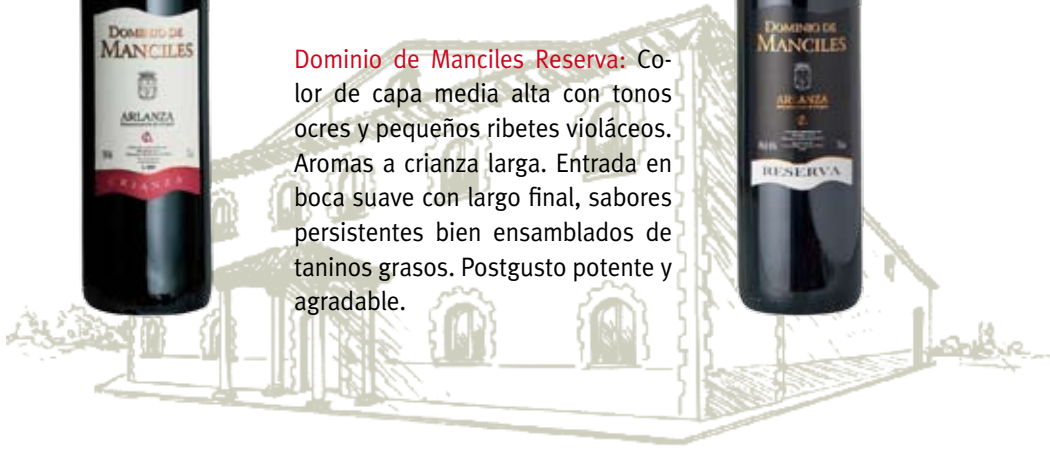 DOMINIO DE
MANCILES
ARLANZA
CRIANZA
Dominio de Manciles Reserva: Co-
lor de capa media alta con tonos
ocres y pequeños ribetes violáceos.
Aromas a crianza larga. Entrada en
boca suave con largo final, sabores
persistentes bien ensamblados de
taninos grasos. Postgusto potente y
agradable.
DOMINIO DE
MANCILES
ARLANZA
RESERVA